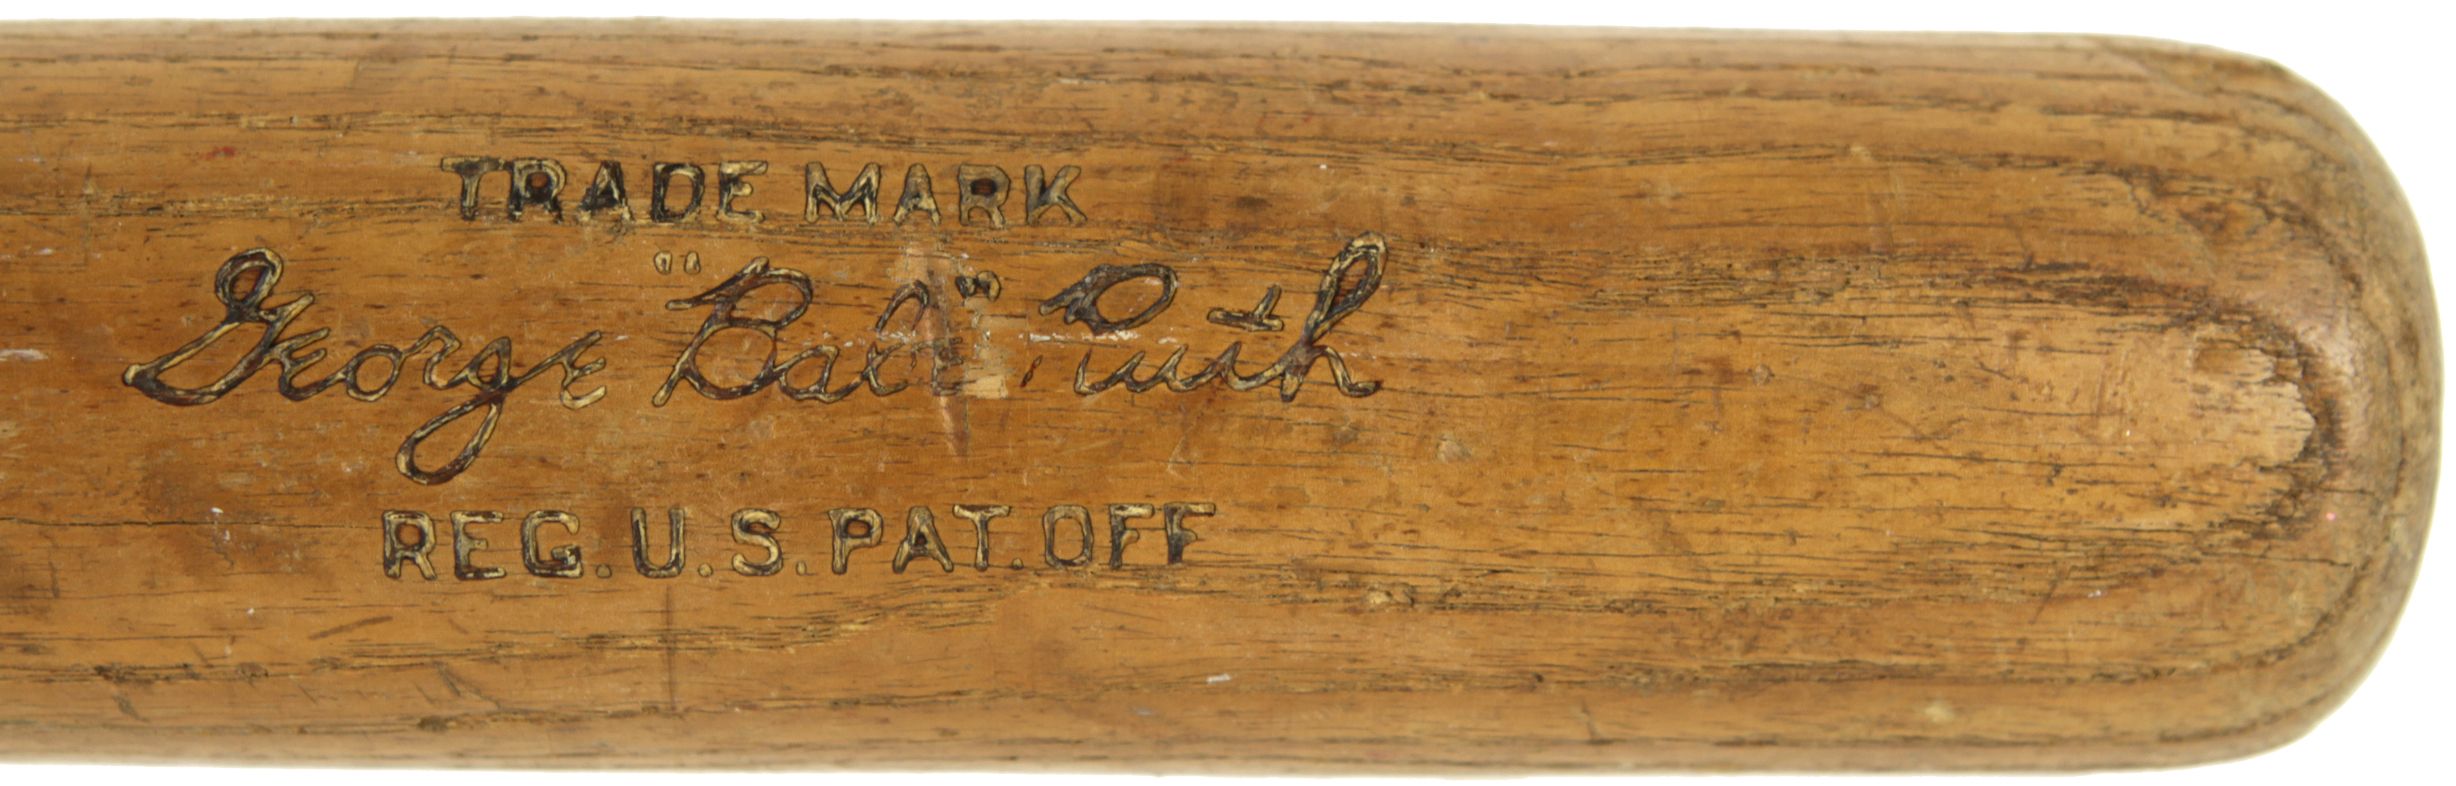 TRADE MARK
George "Babe" Ruth
REG. U.S. PAT. OFF